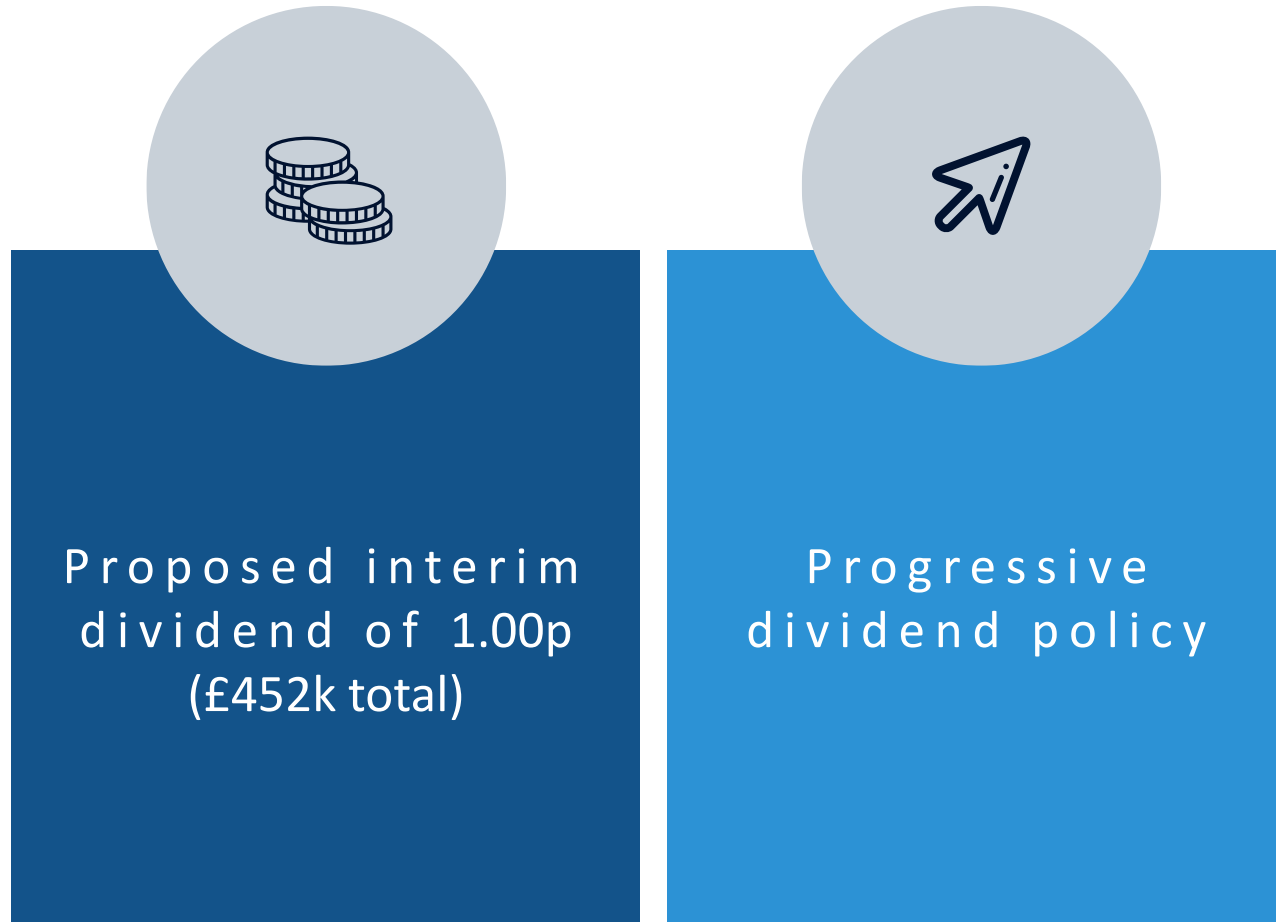 Proposed interim
dividend of 1.00p
(£452k total)
Progressive
dividend policy